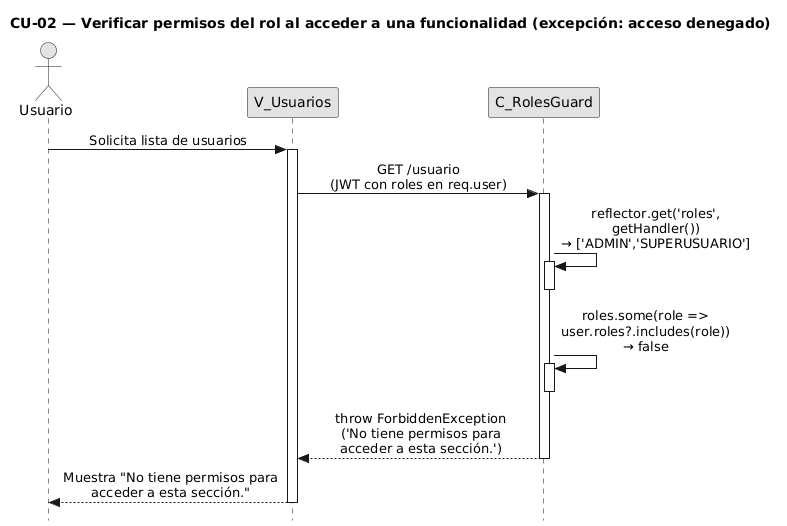 CU-02 — Verificar permisos del rol al acceder a una funcionalidad (excepción: acceso denegado)
Usuario
V_Usuarios
C_RolesGuard
Solicita lista de usuarios
GET /usuario
(JWT con roles en req.user)
reflector.get('roles',
getHandler())
→ ['ADMIN','SUPERUSUARIO']
roles.some(role =>
user.roles?.includes(role))
→ false
throw ForbiddenException
('No tiene permisos para
acceder a esta sección.')
Muestra "No tiene permisos para
acceder a esta sección."